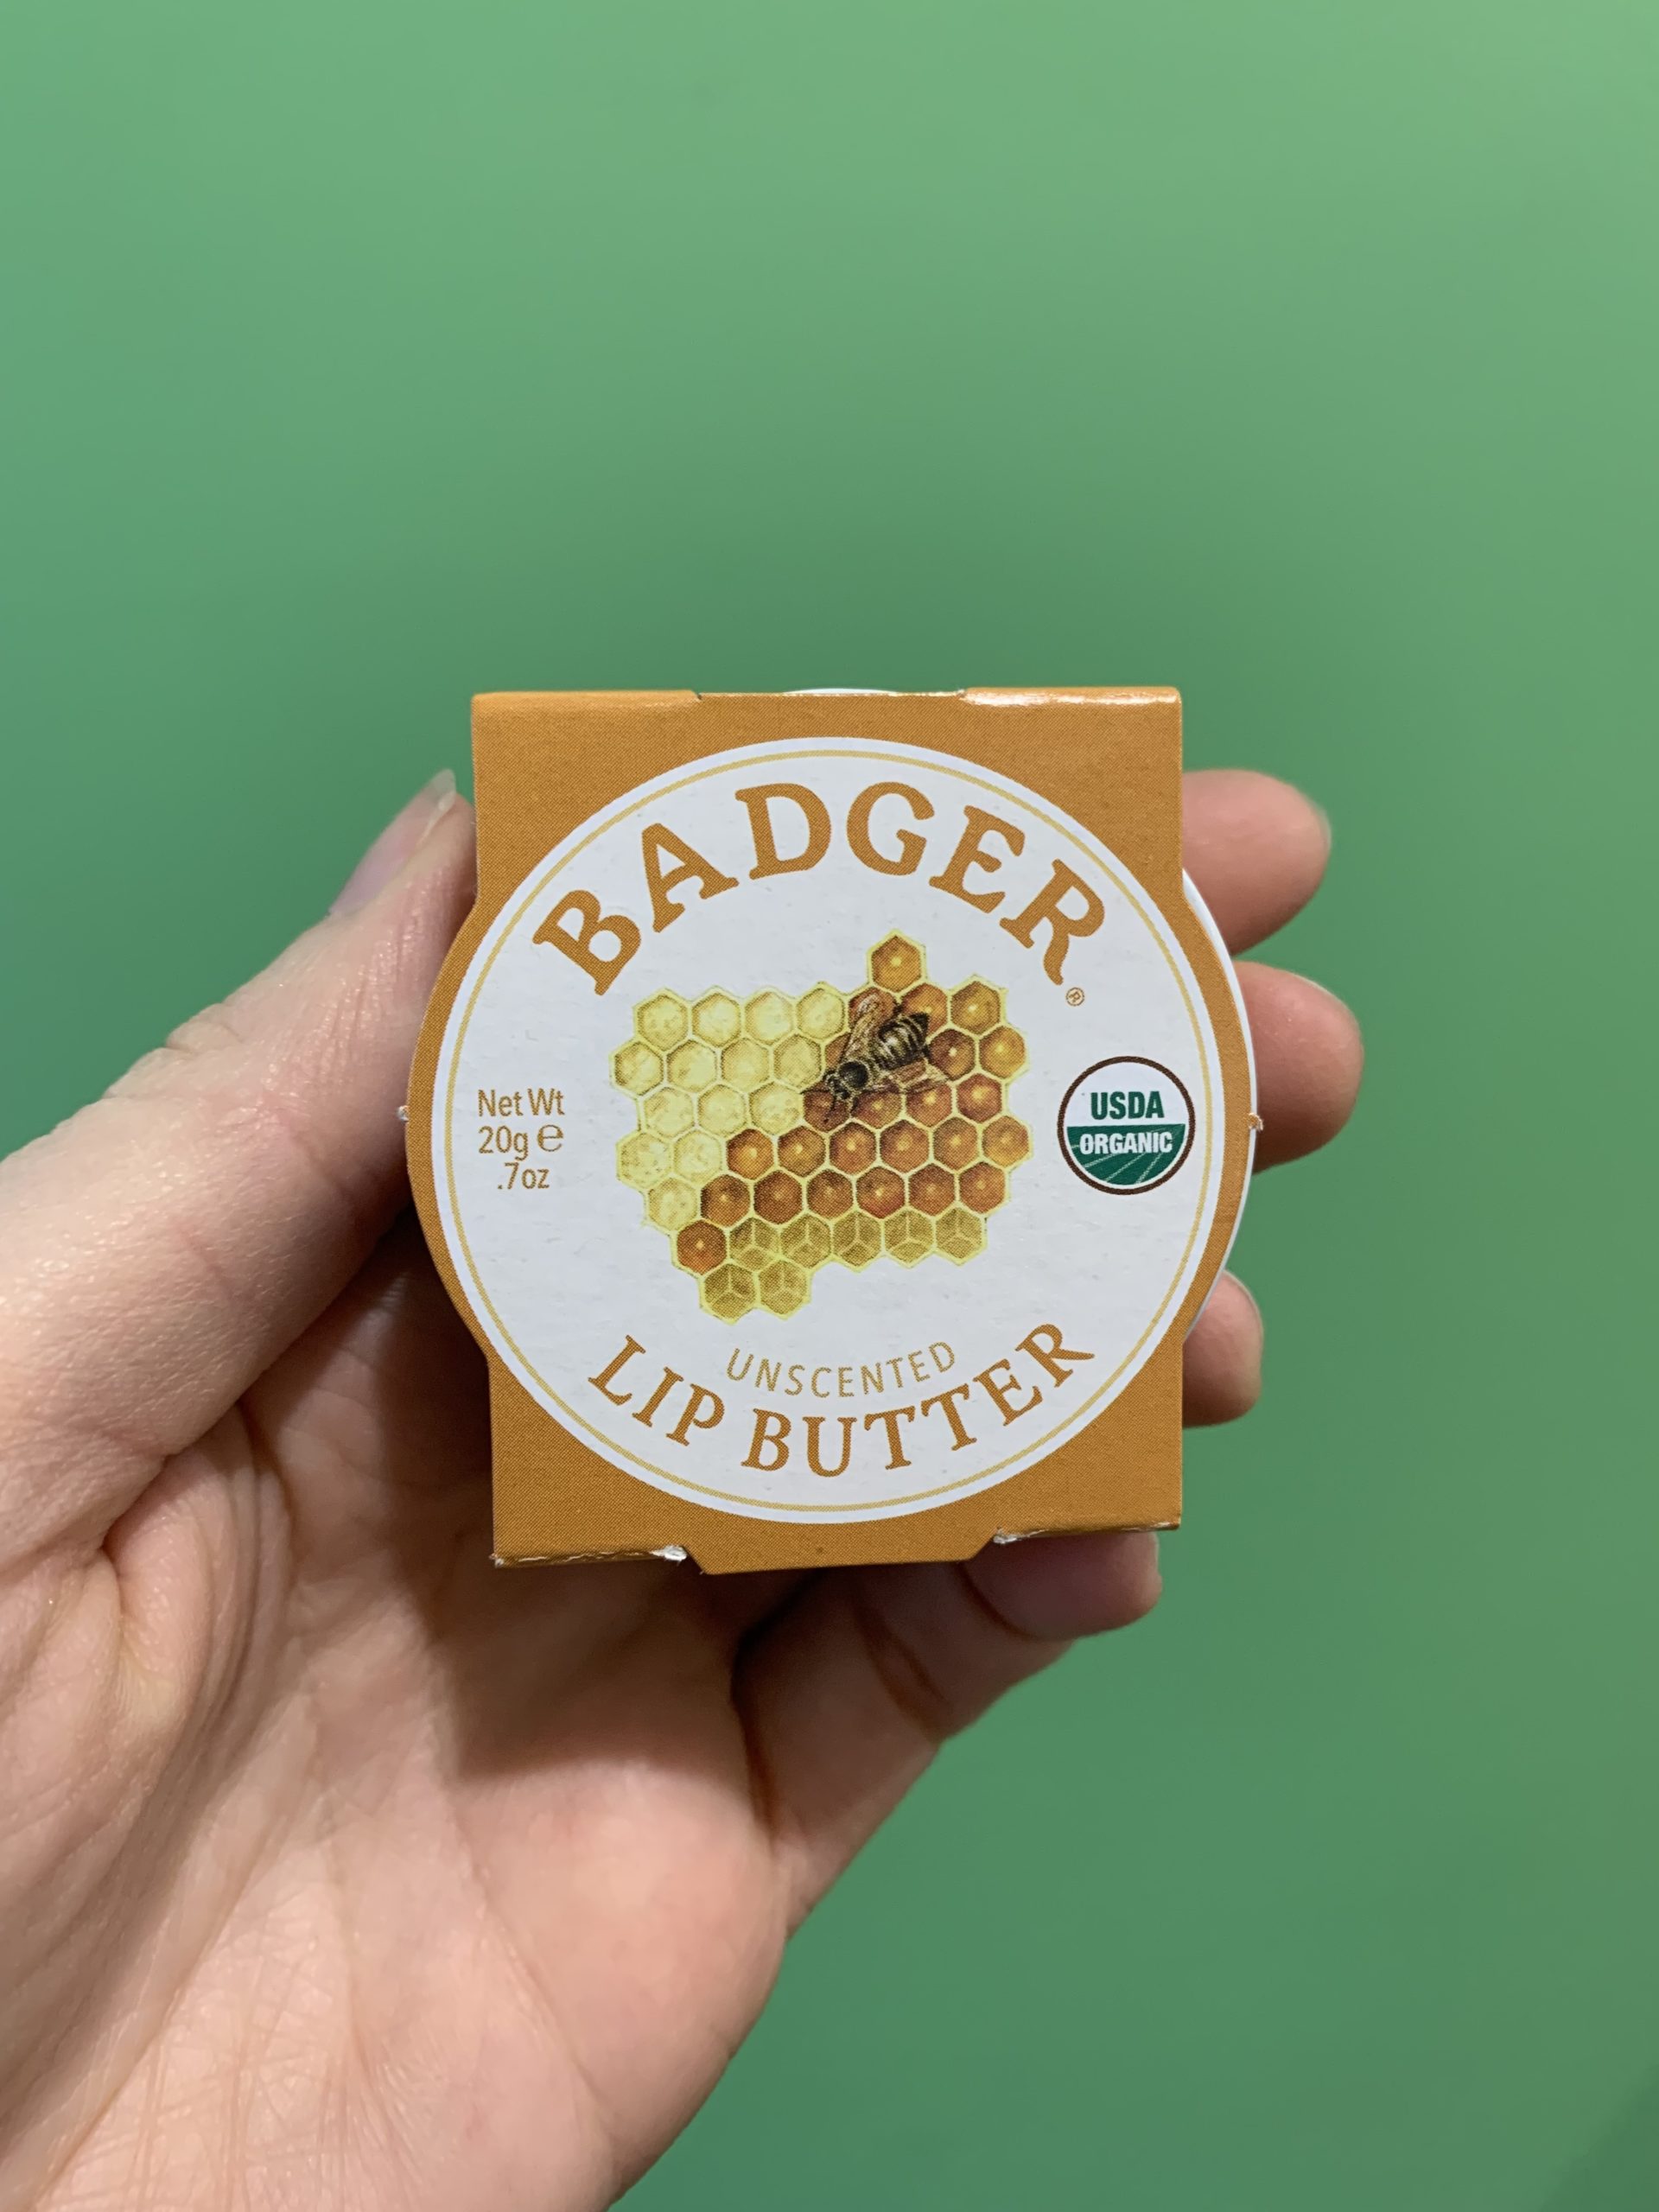 BADGER®
Net Wt
20g ℮
.7oz
USDA
ORGANIC
UNSCENTED
LIP BUTTER